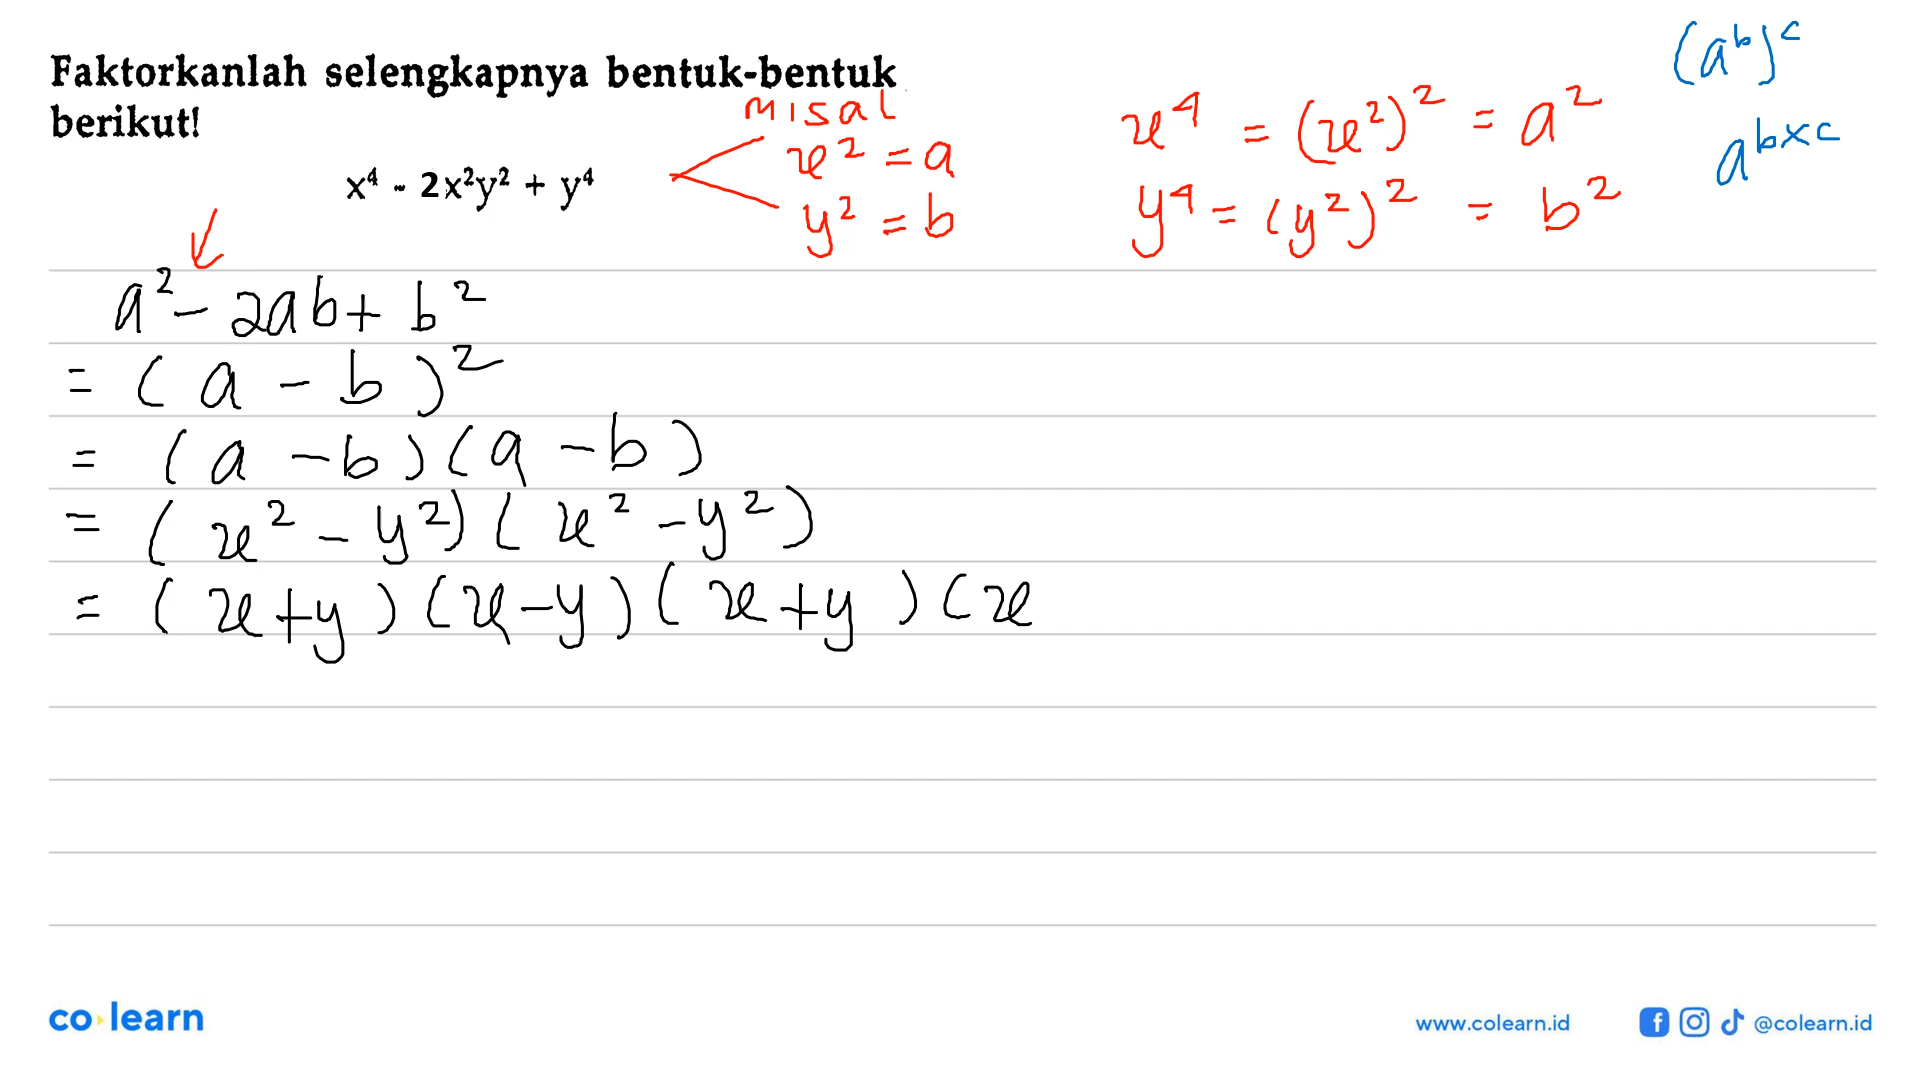 Faktorkanlah selengkapnya bentuk-bentuk
berikut!
x⁴ - 2x²y² + y⁴
misal
x² = a
y² = b
x⁴ = (x²)² = a²
y⁴ = (y²)² = b²
(a^b)^c
a^(b×c)
a² - 2ab + b²
= (a - b)²
= (a - b)(a - b)
= (x² - y²)(x² - y²)
= (x+y)(x-y)(x+y)(x
co learn
www.colearn.id
@colearn.id